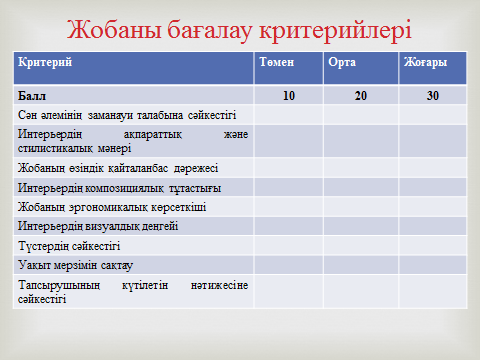 Жобаны бағалау критерийлері
Критерий Төмен Орта Жоғары
Балл 10 20 30
Сән әлемінің заманауи талабына сәйкестігі
Интерьердің ақпараттық және
стилистикалық мәнері
Жобаның өзіндік қайталанбас дәрежесі
Интерьердің композициялық тұтастығы
Жобаның эргономикалық көрсеткіші
Интерьердің визуалдық деңгейі
Түстердің сәйкестігі
Уақыт мерзімін сақтау
Тапсырушының күтілетін нәтижесіне
сәйкестігі